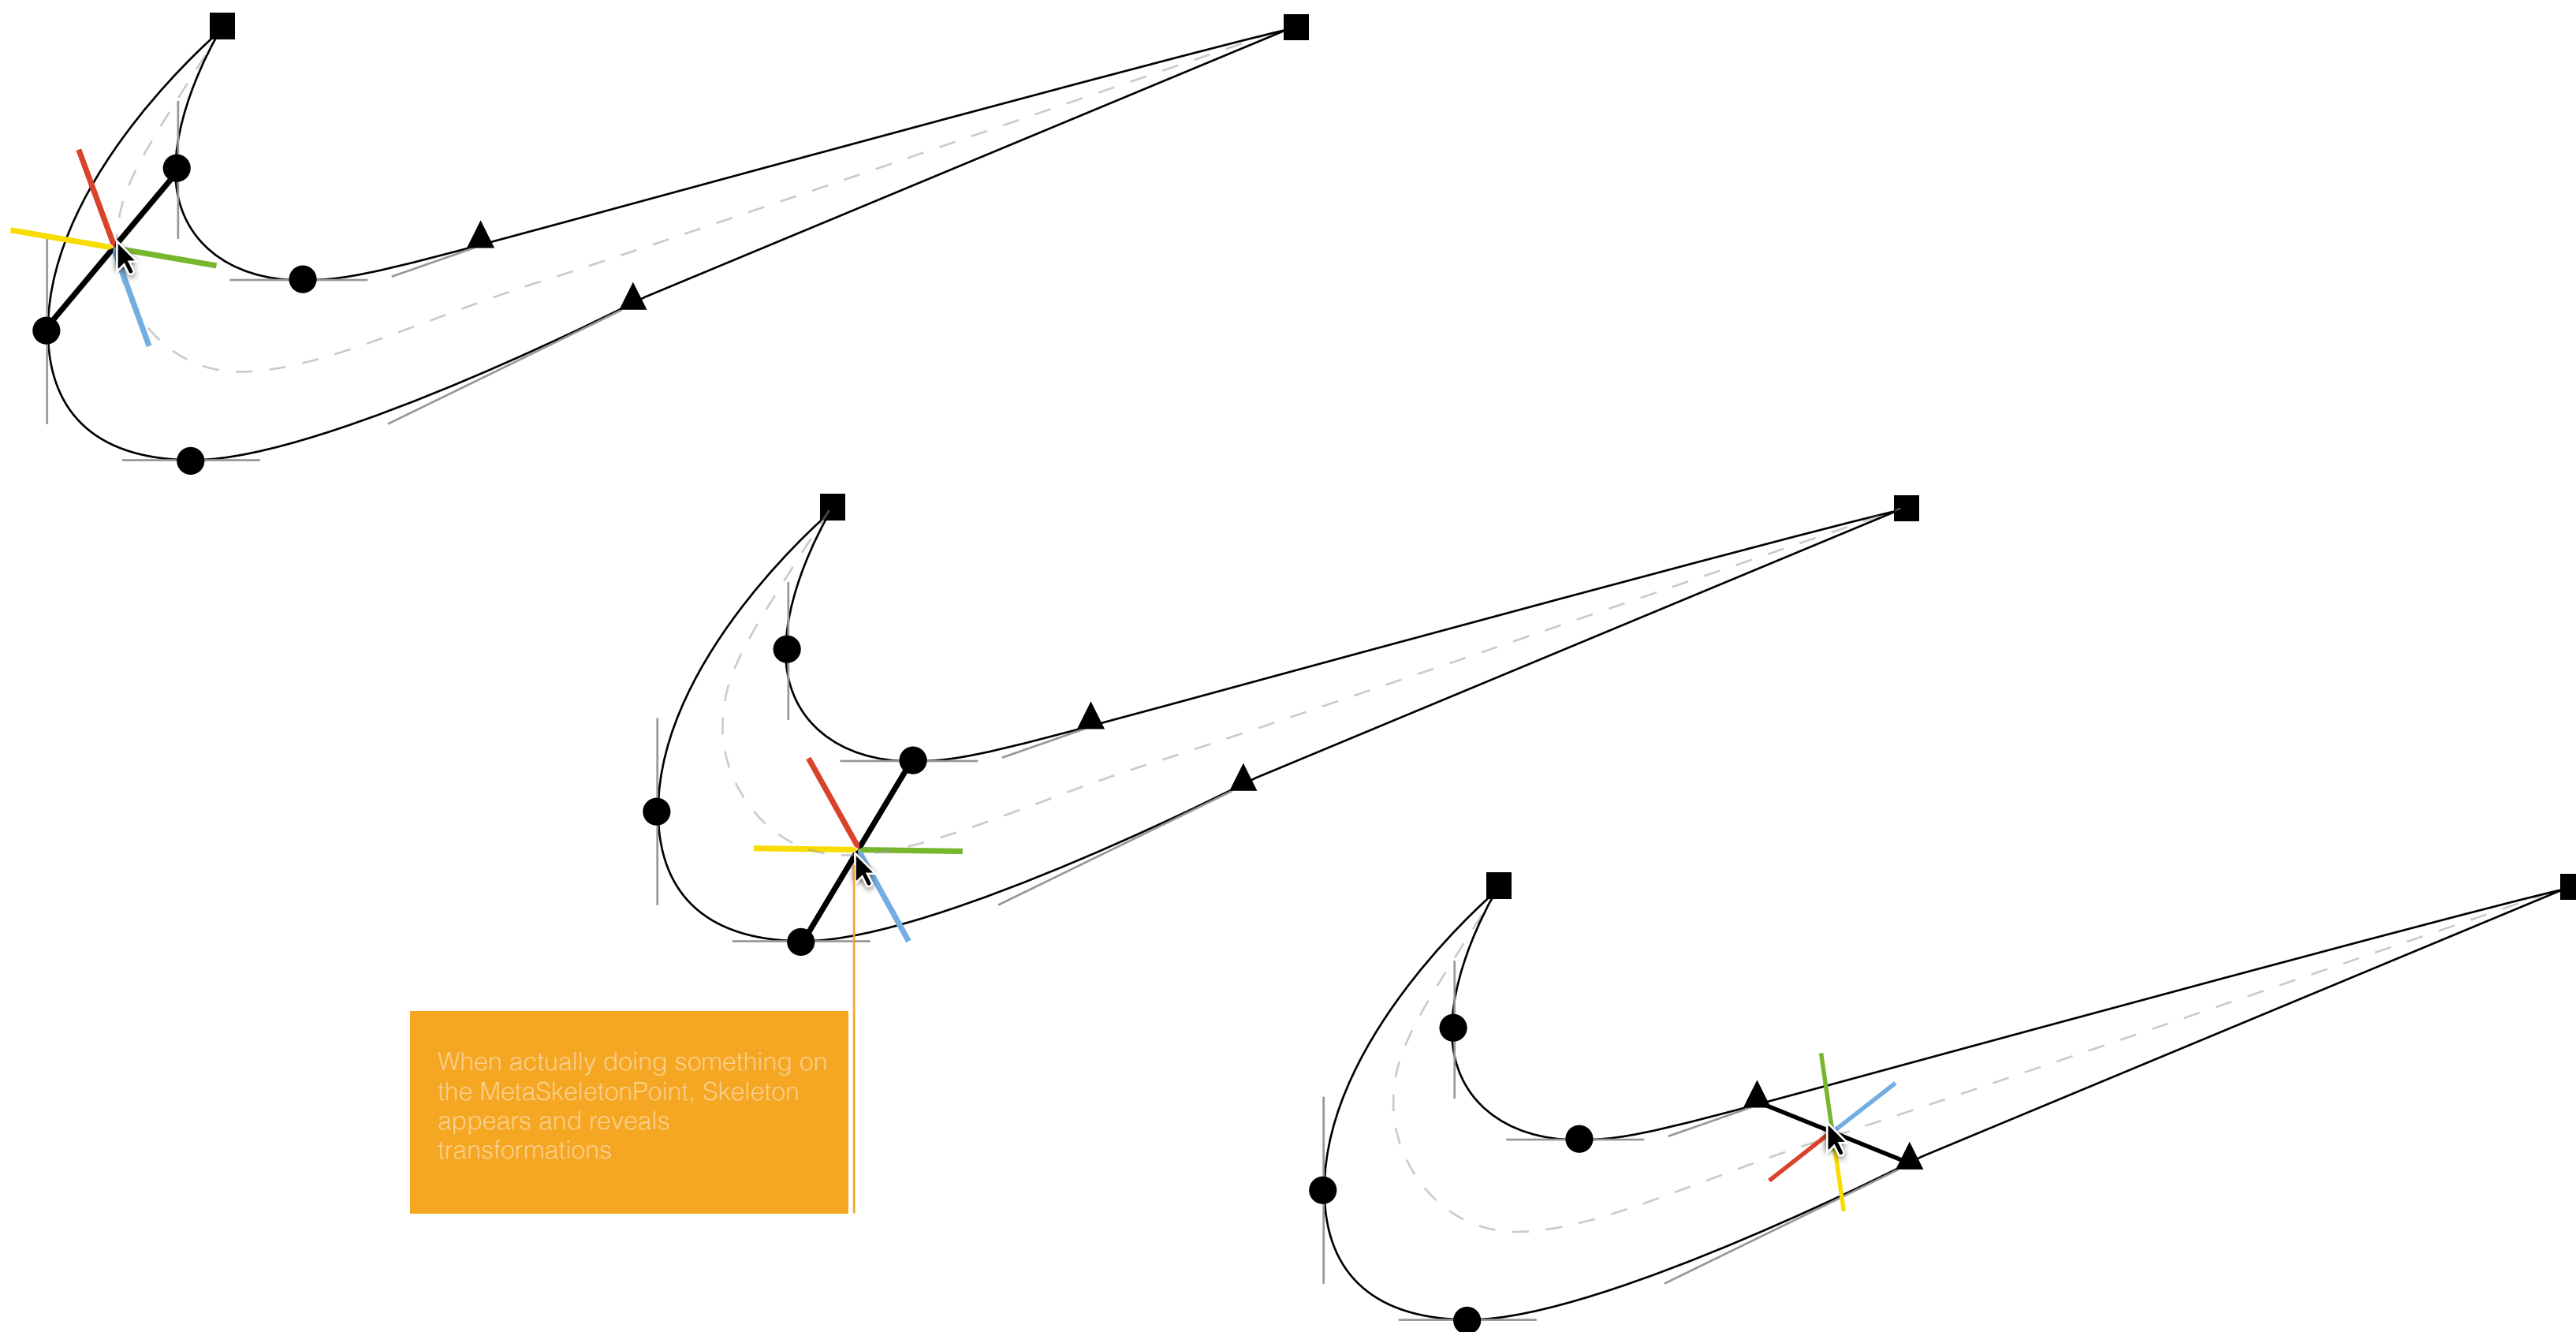 When actually doing something on
the MetaSkeletonPoint, Skeleton
appears and reveals
transformations